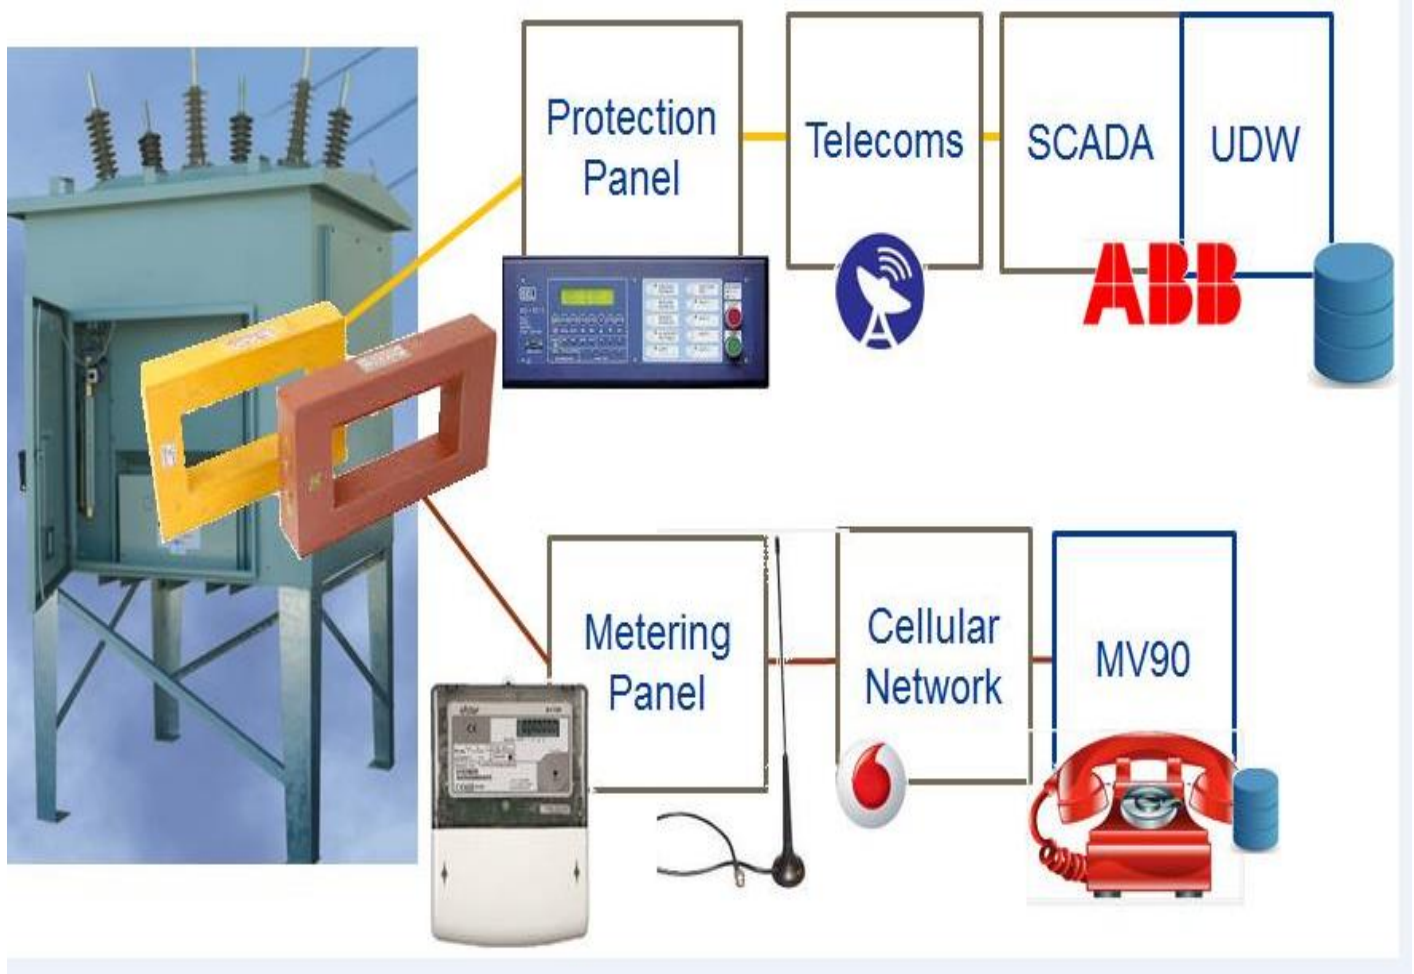 Protection
Panel
Telecoms
SCADA
UDW
ABB
Metering
Panel
Cellular
Network
MV90